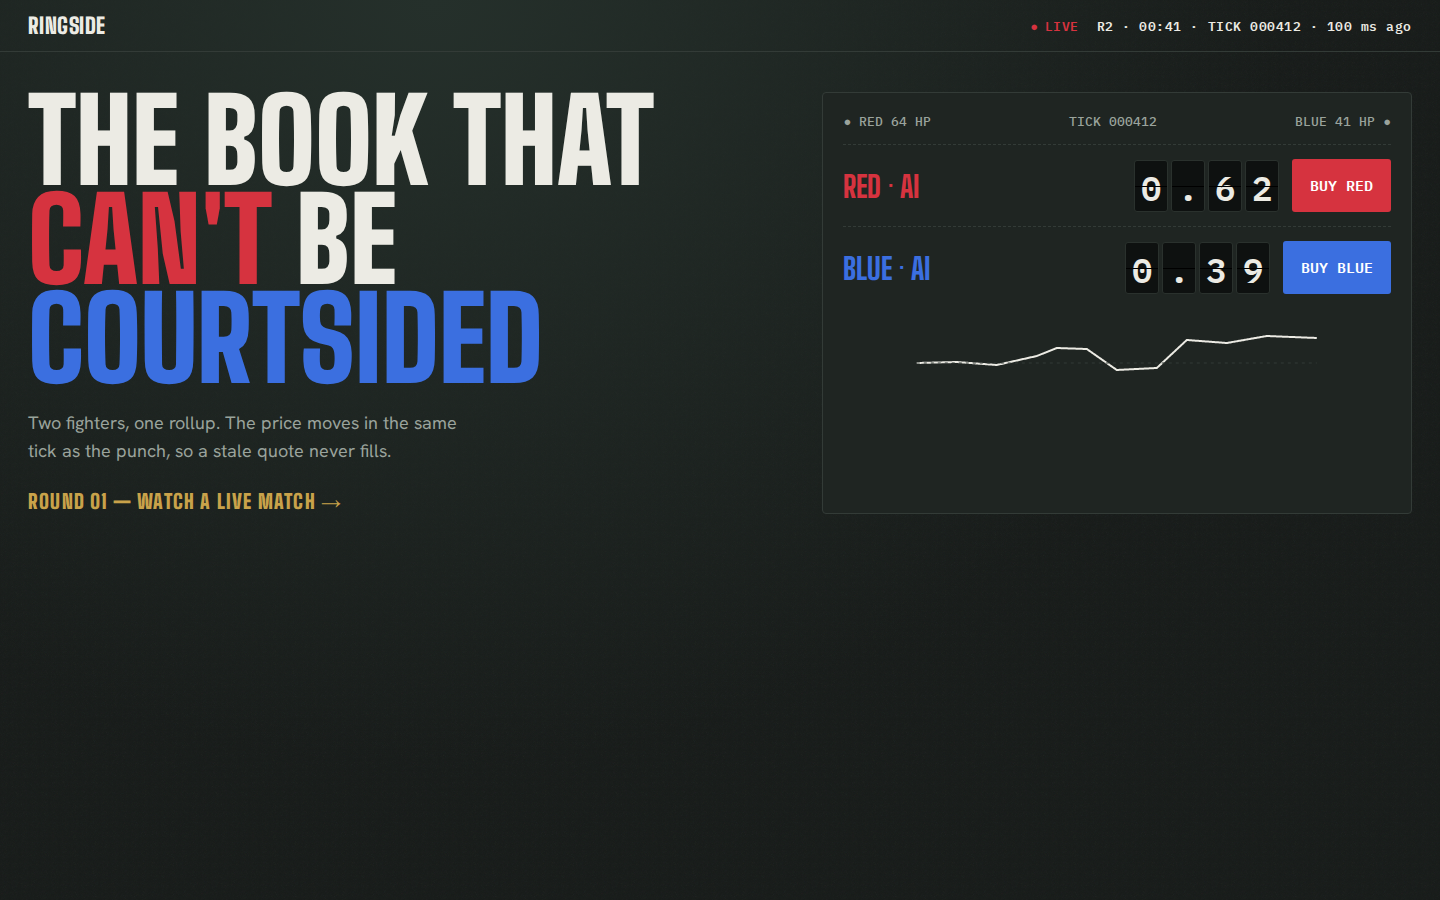 RINGSIDE
● LIVE R2 · 00:41 · TICK 000412 · 100 ms ago
THE BOOK THAT
CAN'T BE
COURTSIDED
Two fighters, one rollup. The price moves in the same
tick as the punch, so a stale quote never fills.
ROUND 01 — WATCH A LIVE MATCH →
● RED 64 HP
TICK 000412
BLUE 41 HP ●
RED · AI
0.62
BUY RED
BLUE · AI
0.39
BUY BLUE